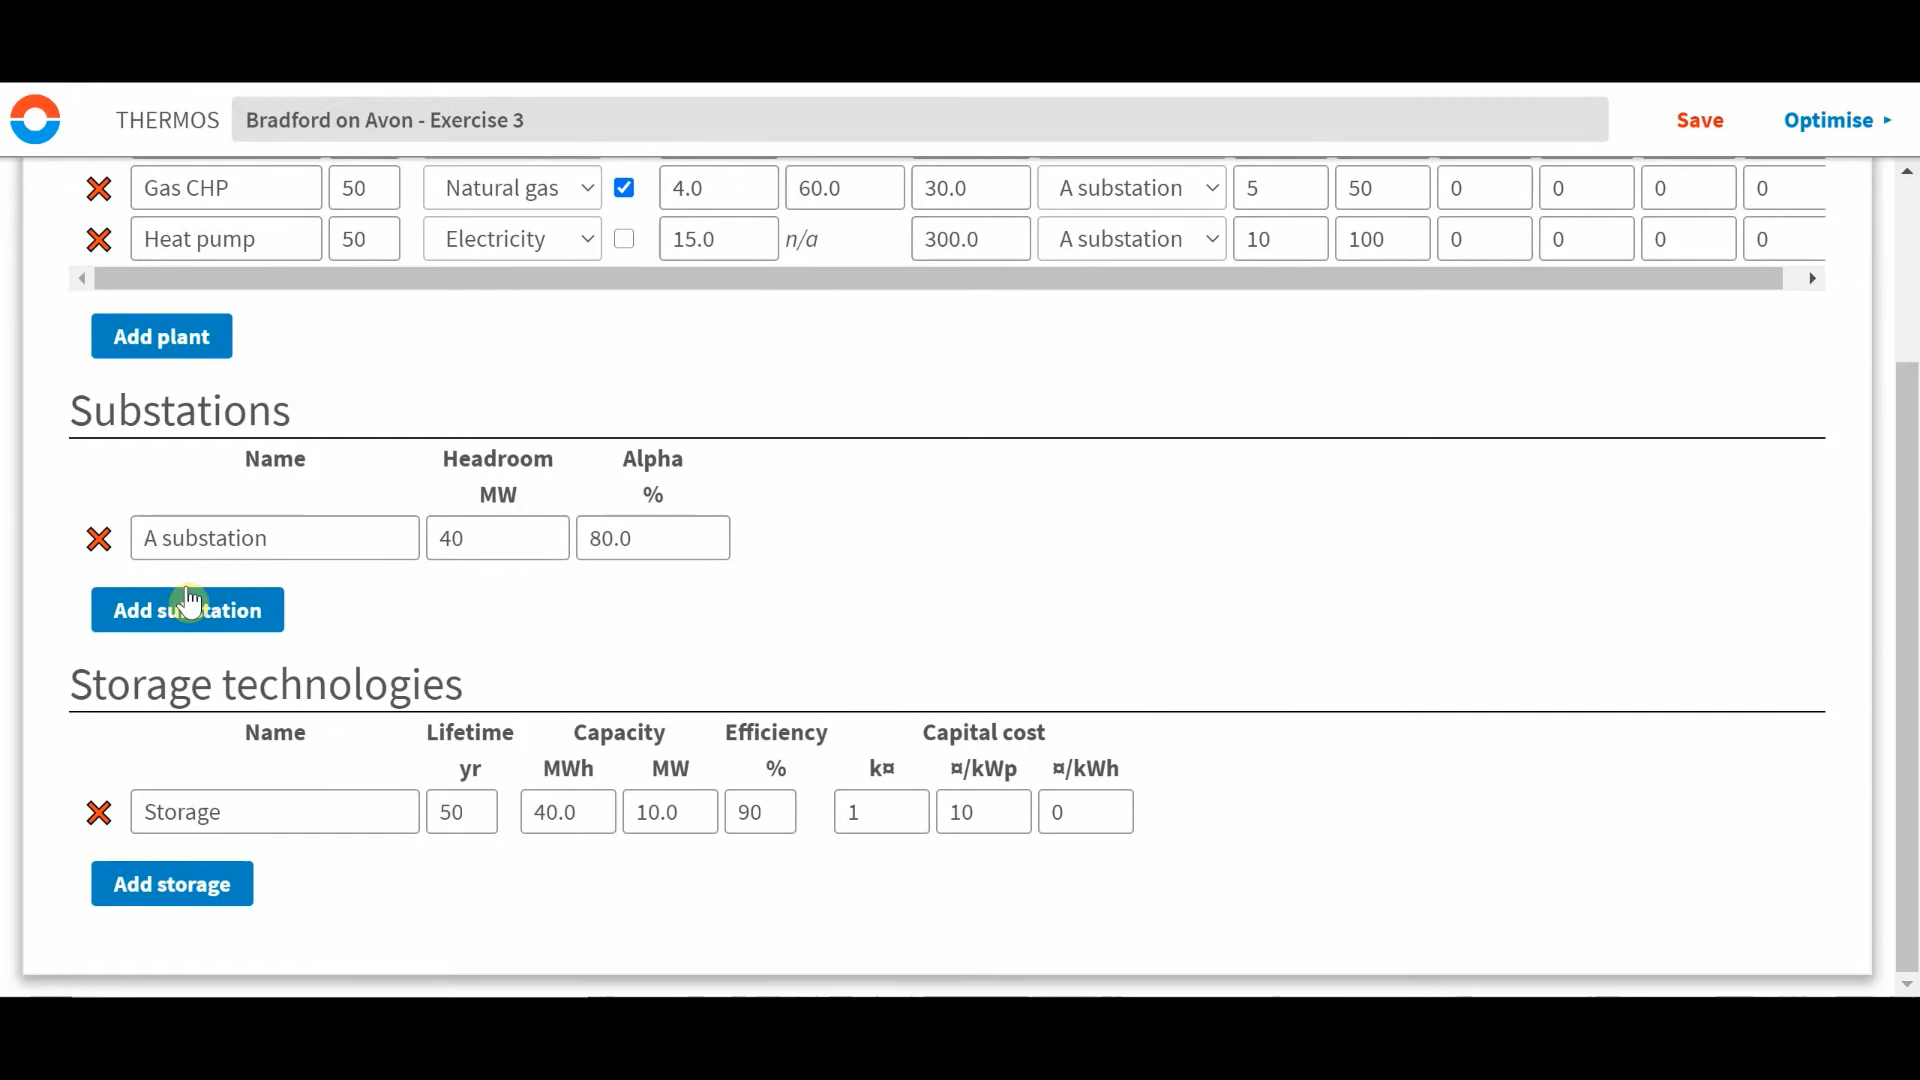 THERMOS Bradford on Avon - Exercise 3 Save Optimise ▸
Gas CHP 50 Natural gas 4.0 60.0 30.0 A substation 5 50 0 0 0 0
Heat pump 50 Electricity 15.0 n/a 300.0 A substation 10 100 0 0 0 0
Add plant
Substations
Name Headroom Alpha
MW %
A substation 40 80.0
Add substation
Storage technologies
Name Lifetime Capacity Efficiency Capital cost
yr MWh MW % k¤ ¤/kWp ¤/kWh
Storage 50 40.0 10.0 90 1 10 0
Add storage